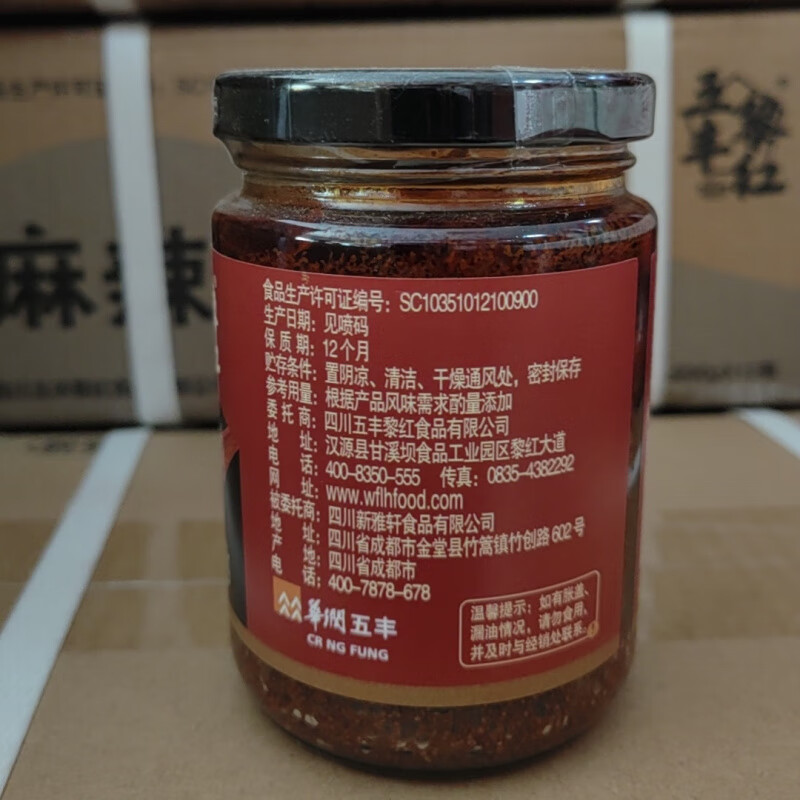 五丰黎红
麻辣
食品生产许可证编号：SC10351012100900
生产日期：见喷码
保质期：12个月
贮存条件：置阴凉、清洁、干燥通风处，密封保存
参考用量：根据产品风味需求酌量添加
委托商：四川五丰黎红食品有限公司
地址：汉源县甘溪坝食品工业园区黎红大道
电话：400-8350-555 传真：0835-4382292
网址：www.wflhfood.com
被委托商：四川新雅轩食品有限公司
地址：四川省成都市金堂县竹篙镇竹创路602号
产地：四川省成都市
电话：400-7878-678
華潤五丰
CR NG FUNG
温馨提示：如有胀盖、
漏油情况，请勿食用，
并及时与经销处联系。